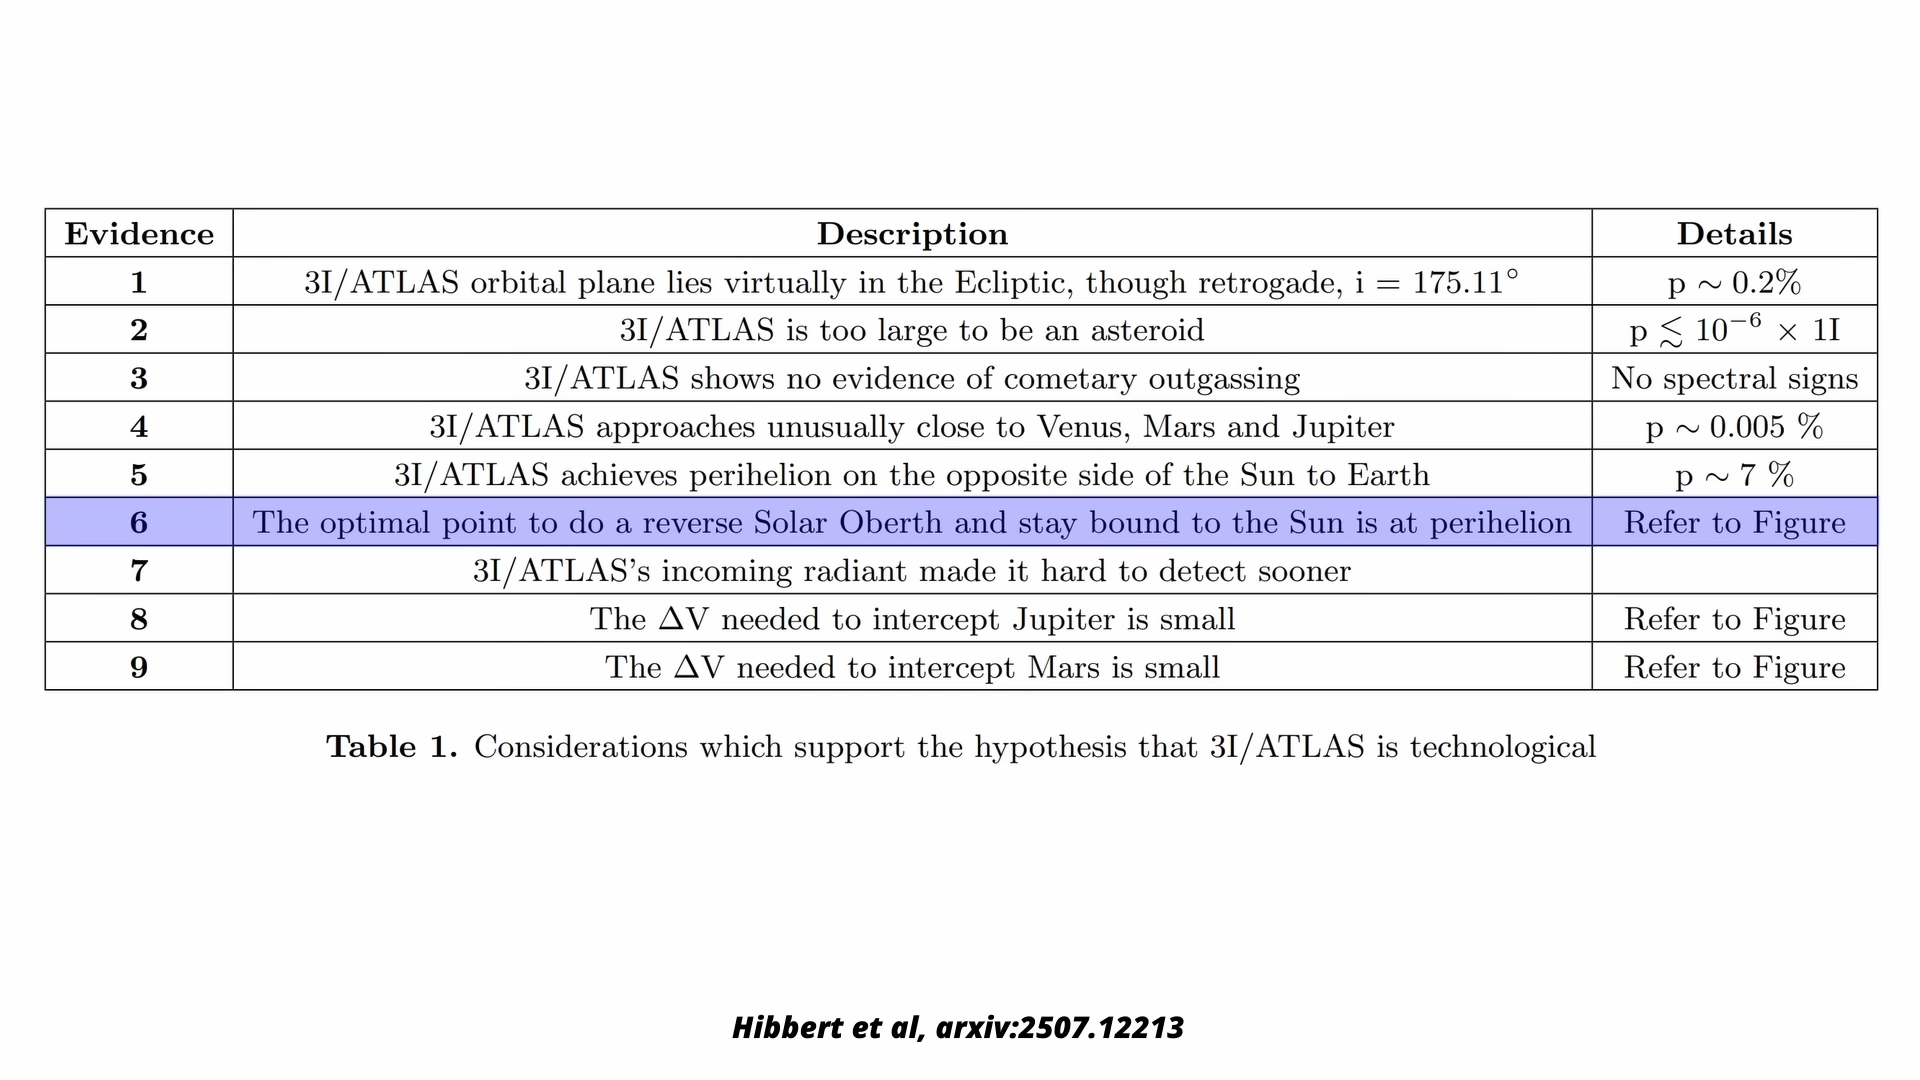 Evidence Description Details
1 3I/ATLAS orbital plane lies virtually in the Ecliptic, though retrogade, i = 175.11° p ∼ 0.2%
2 3I/ATLAS is too large to be an asteroid p ≲ 10⁻⁶ × 1I
3 3I/ATLAS shows no evidence of cometary outgassing No spectral signs
4 3I/ATLAS approaches unusually close to Venus, Mars and Jupiter p ∼ 0.005 %
5 3I/ATLAS achieves perihelion on the opposite side of the Sun to Earth p ∼ 7 %
6 The optimal point to do a reverse Solar Oberth and stay bound to the Sun is at perihelion Refer to Figure
7 3I/ATLAS's incoming radiant made it hard to detect sooner
8 The ΔV needed to intercept Jupiter is small Refer to Figure
9 The ΔV needed to intercept Mars is small Refer to Figure
Table 1. Considerations which support the hypothesis that 3I/ATLAS is technological
Hibbert et al, arxiv:2507.12213